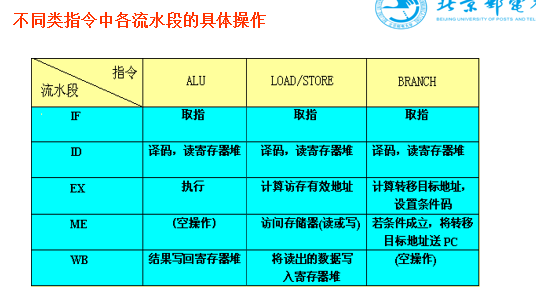 不同类指令中各流水段的具体操作
北京邮电
BEIJING UNIVERSITY OF POSTS AND TEL
指令
流水段
ALU
LOAD/STORE
BRANCH
IF
取指
取指
取指
ID
译码，读寄存器堆
译码，读寄存器堆
译码，读寄存器堆
EX
执行
计算访存有效地址
计算转移目标地址，
设置条件码
ME
(空操作）
访问存储器(读或写)
若条件成立，将转移
目标地址送 PC
WB
结果写回寄存器堆
将读出的数据写
入寄存器堆
(空操作)